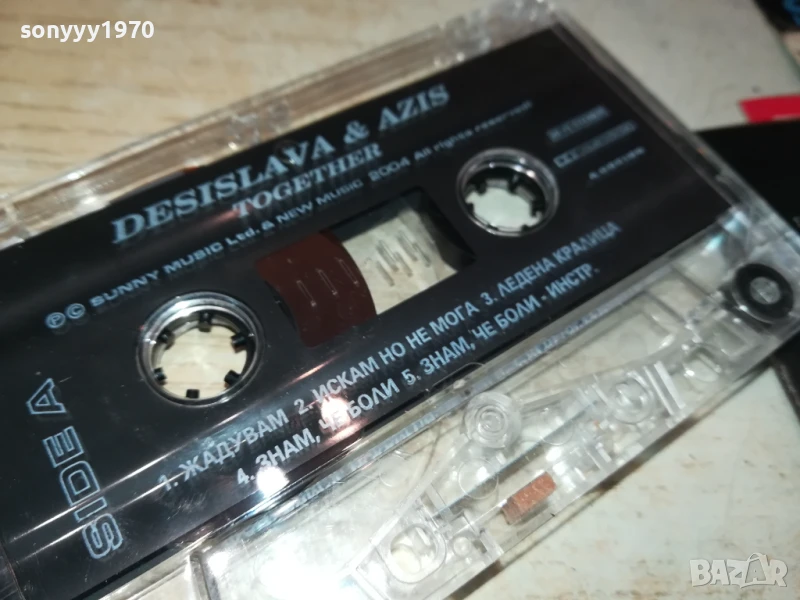 sonyyy1970
DESISLAVA & AZIS
TOGETHER
℗© SUNNY MUSIC Ltd. & NEW MUSIC 2004 All rights reserved!
1. ЖАДУВАМ 2. ИСКАМ НО НЕ МОГА 3. ЛЕДЕНА КРАЛИЦА
4. ЗНАМ, ЧЕ БОЛИ 5. ЗНАМ, ЧЕ БОЛИ - ИНСТР.
SIDE A
BAZAR